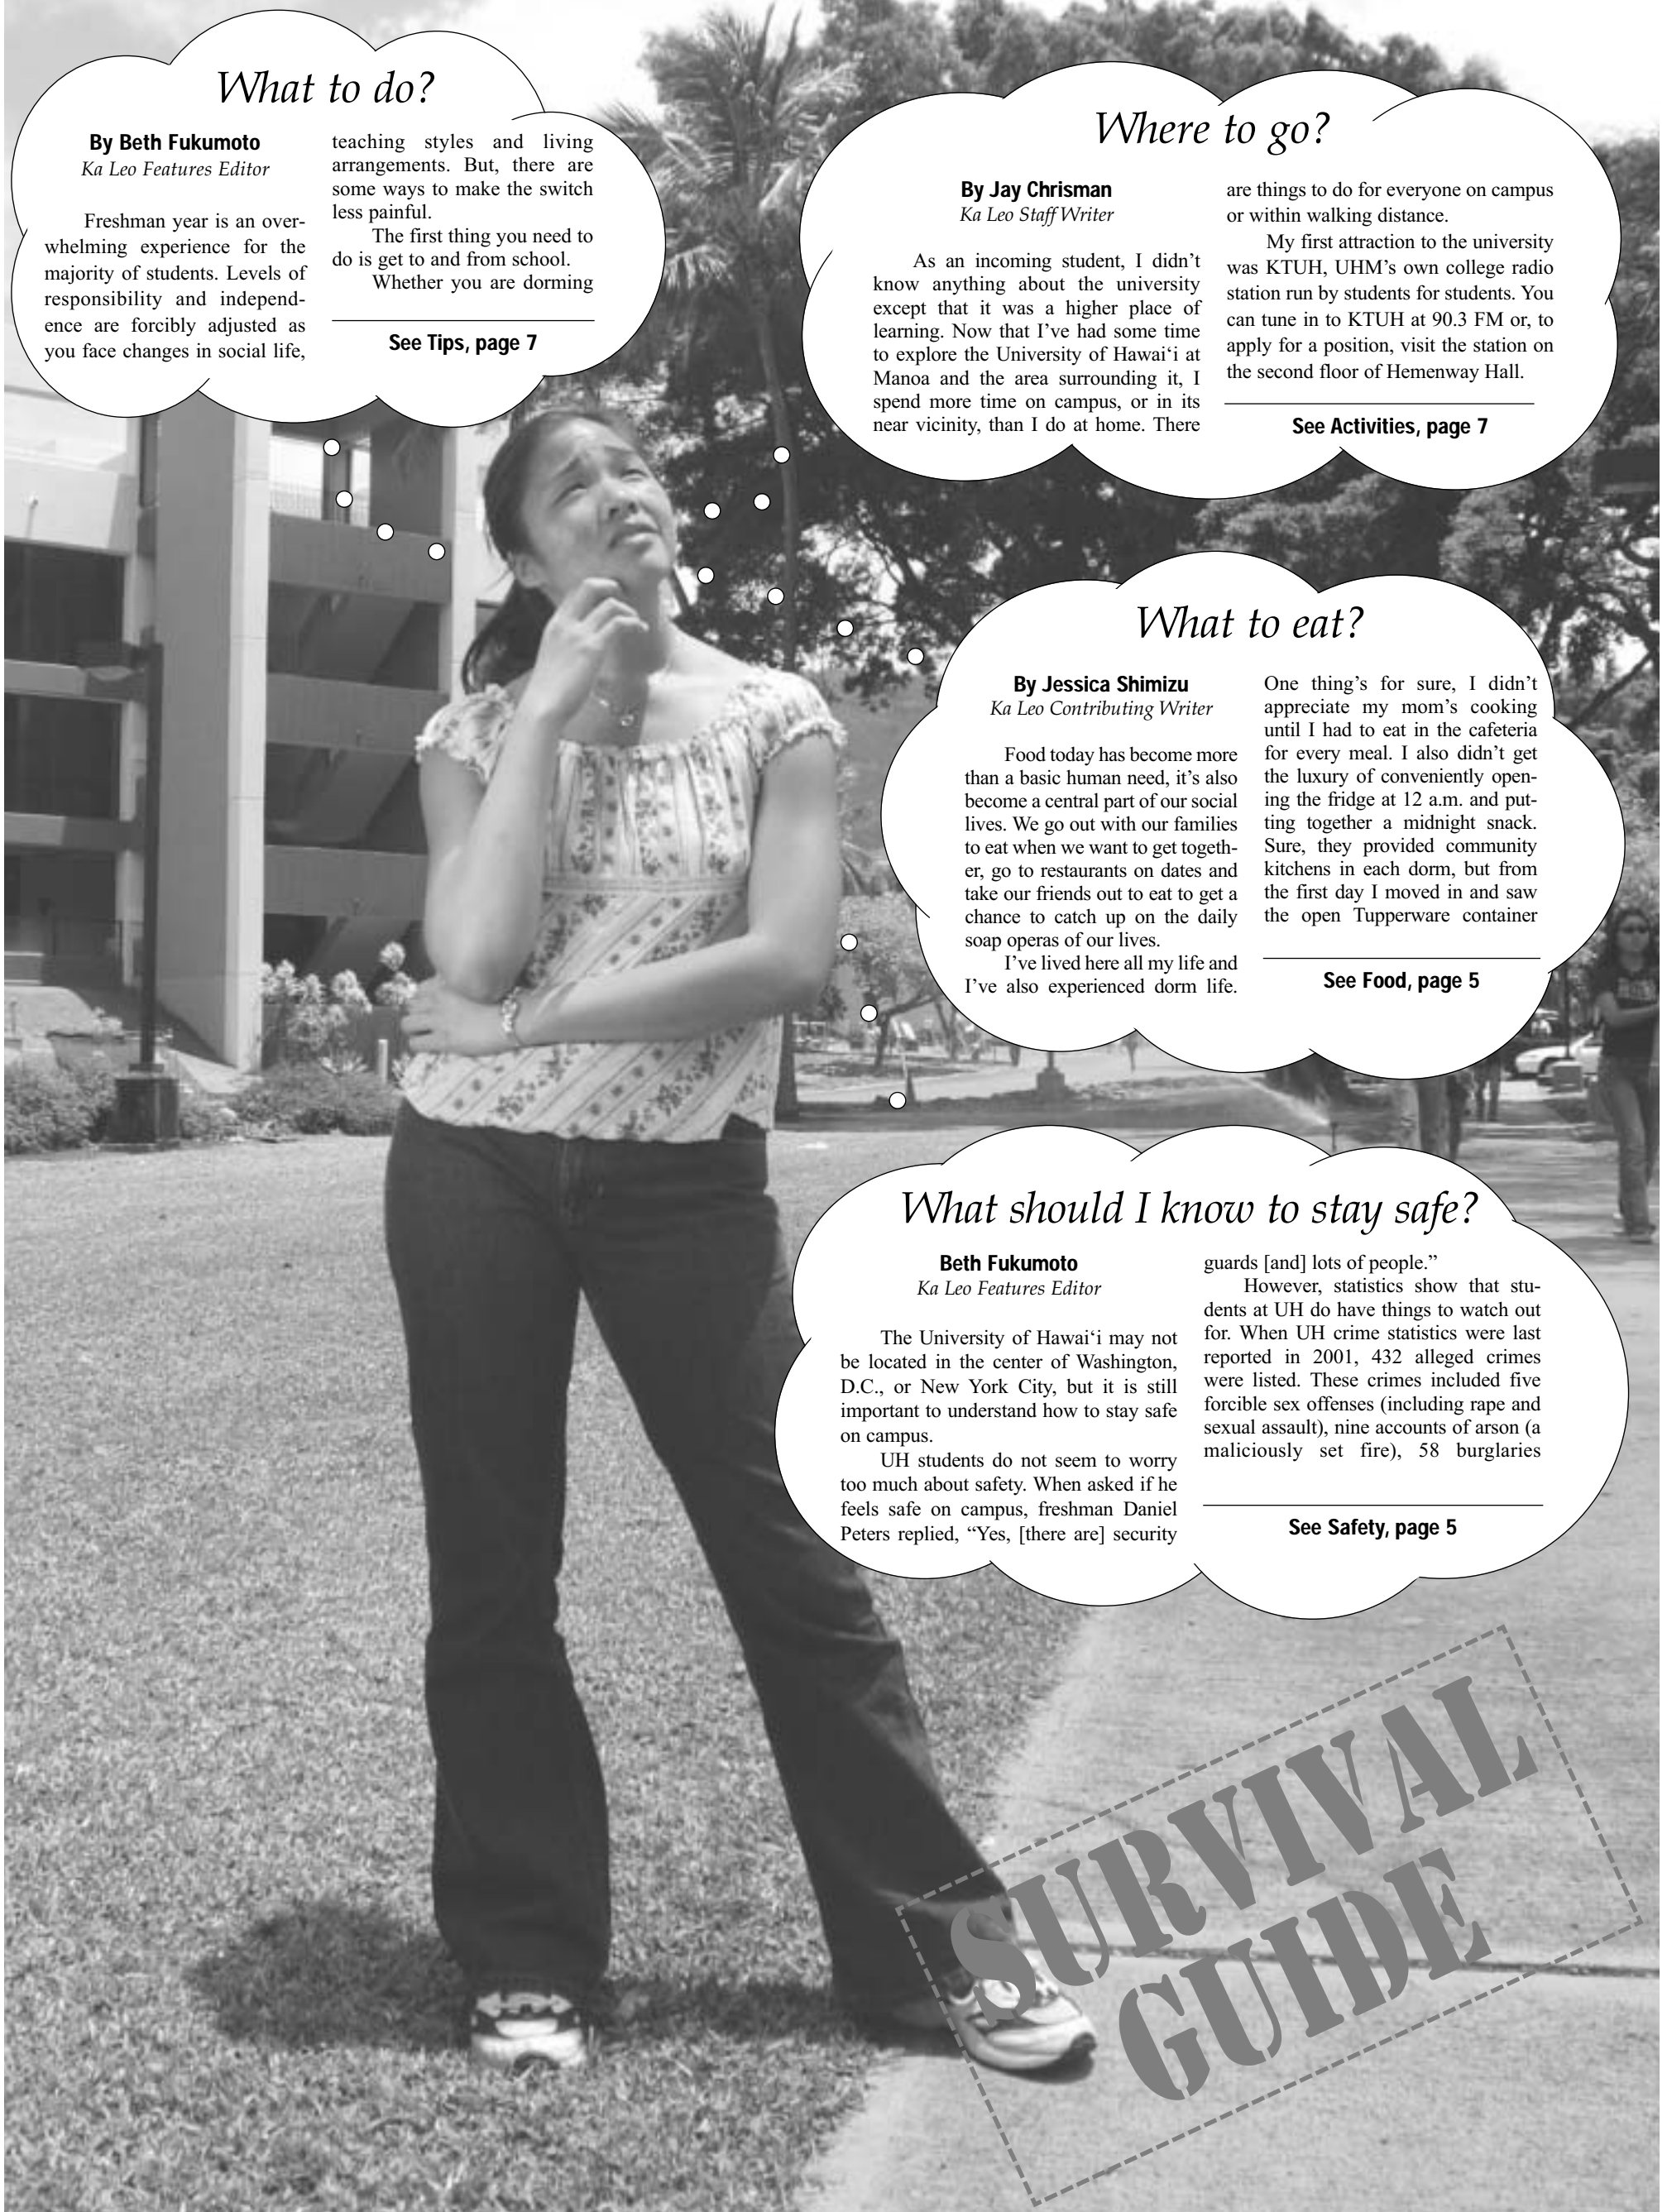 What to do?
By Beth Fukumoto
Ka Leo Features Editor
Freshman year is an over-
whelming experience for the
majority of students. Levels of
responsibility and independ-
ence are forcibly adjusted as
you face changes in social life,
teaching styles and living
arrangements. But, there are
some ways to make the switch
less painful.
The first thing you need to
do is get to and from school.
Whether you are dorming
See Tips, page 7
Where to go?
By Jay Chrisman
Ka Leo Staff Writer
As an incoming student, I didn’t
know anything about the university
except that it was a higher place of
learning. Now that I’ve had some time
to explore the University of Hawai‘i at
Manoa and the area surrounding it, I
spend more time on campus, or in its
near vicinity, than I do at home. There
are things to do for everyone on campus
or within walking distance.
My first attraction to the university
was KTUH, UHM’s own college radio
station run by students for students. You
can tune in to KTUH at 90.3 FM or, to
apply for a position, visit the station on
the second floor of Hemenway Hall.
See Activities, page 7
What to eat?
By Jessica Shimizu
Ka Leo Contributing Writer
Food today has become more
than a basic human need, it’s also
become a central part of our social
lives. We go out with our families
to eat when we want to get togeth-
er, go to restaurants on dates and
take our friends out to eat to get a
chance to catch up on the daily
soap operas of our lives.
I’ve lived here all my life and
I’ve also experienced dorm life.
One thing’s for sure, I didn’t
appreciate my mom’s cooking
until I had to eat in the cafeteria
for every meal. I also didn’t get
the luxury of conveniently open-
ing the fridge at 12 a.m. and put-
ting together a midnight snack.
Sure, they provided community
kitchens in each dorm, but from
the first day I moved in and saw
the open Tupperware container
See Food, page 5
What should I know to stay safe?
Beth Fukumoto
Ka Leo Features Editor
The University of Hawai‘i may not
be located in the center of Washington,
D.C., or New York City, but it is still
important to understand how to stay safe
on campus.
UH students do not seem to worry
too much about safety. When asked if he
feels safe on campus, freshman Daniel
Peters replied, “Yes, [there are] security
guards [and] lots of people.”
However, statistics show that stu-
dents at UH do have things to watch out
for. When UH crime statistics were last
reported in 2001, 432 alleged crimes
were listed. These crimes included five
forcible sex offenses (including rape and
sexual assault), nine accounts of arson (a
maliciously set fire), 58 burglaries
See Safety, page 5
SURVIVAL
GUIDE